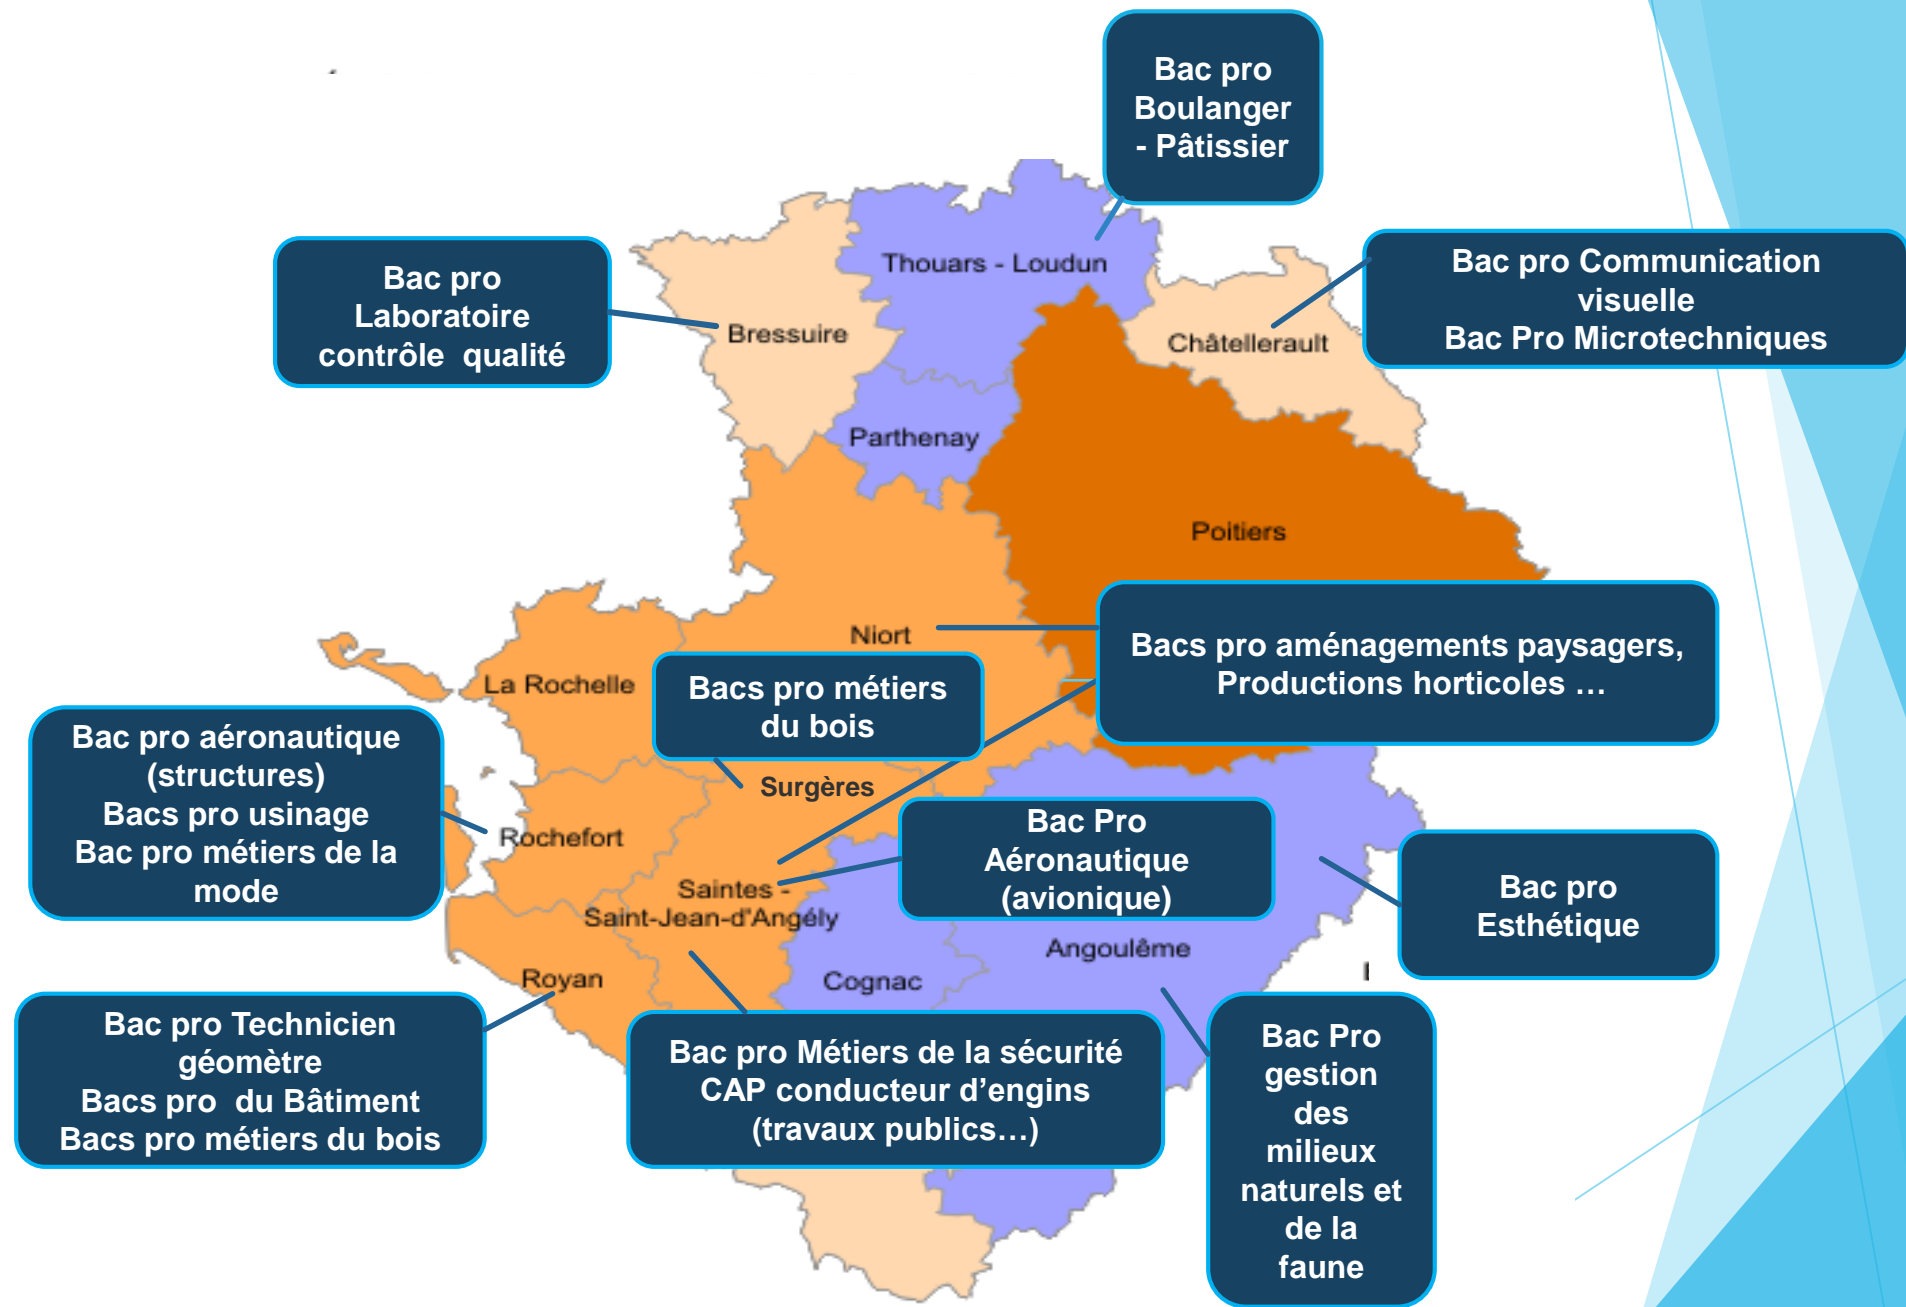 Bac pro
Boulanger
- Pâtissier
Thouars - Loudun
Bac pro
Laboratoire
contrôle qualité
Bressuire
Bac pro Communication
visuelle
Bac Pro Microtechniques
Châtellerault
Parthenay
Poitiers
Niort
Bacs pro aménagements paysagers,
Productions horticoles …
La Rochelle
Bacs pro métiers
du bois
Surgères
Bac pro aéronautique
(structures)
Bacs pro usinage
Bac pro métiers de la
mode
Rochefort
Bac Pro
Aéronautique
(avionique)
Saintes -
Saint-Jean-d'Angély
Bac pro
Esthétique
Angoulême
Cognac
Royan
Bac pro Technicien
géomètre
Bacs pro du Bâtiment
Bacs pro métiers du bois
Bac pro Métiers de la sécurité
CAP conducteur d’engins
(travaux publics…)
Bac Pro
gestion
des
milieux
naturels et
de la
faune